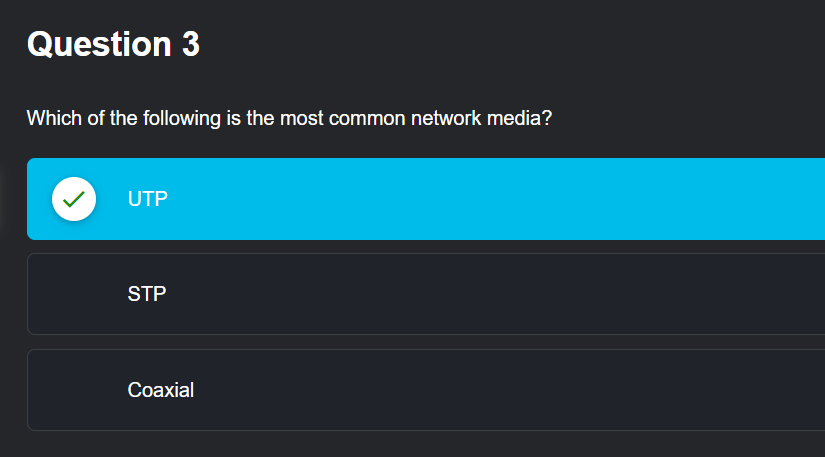 Question 3
Which of the following is the most common network media?
UTP
STP
Coaxial